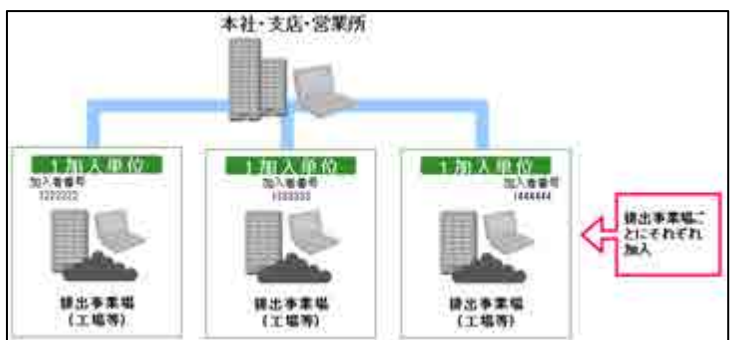 本社・支店・営業所
1加入単位
加入者番号
1222222
排出事業場
(工場等)
1加入単位
加入者番号
1333333
排出事業場
(工場等)
1加入単位
加入者番号
1444444
排出事業場
(工場等)
排出事業場ご
とにそれぞれ
加入